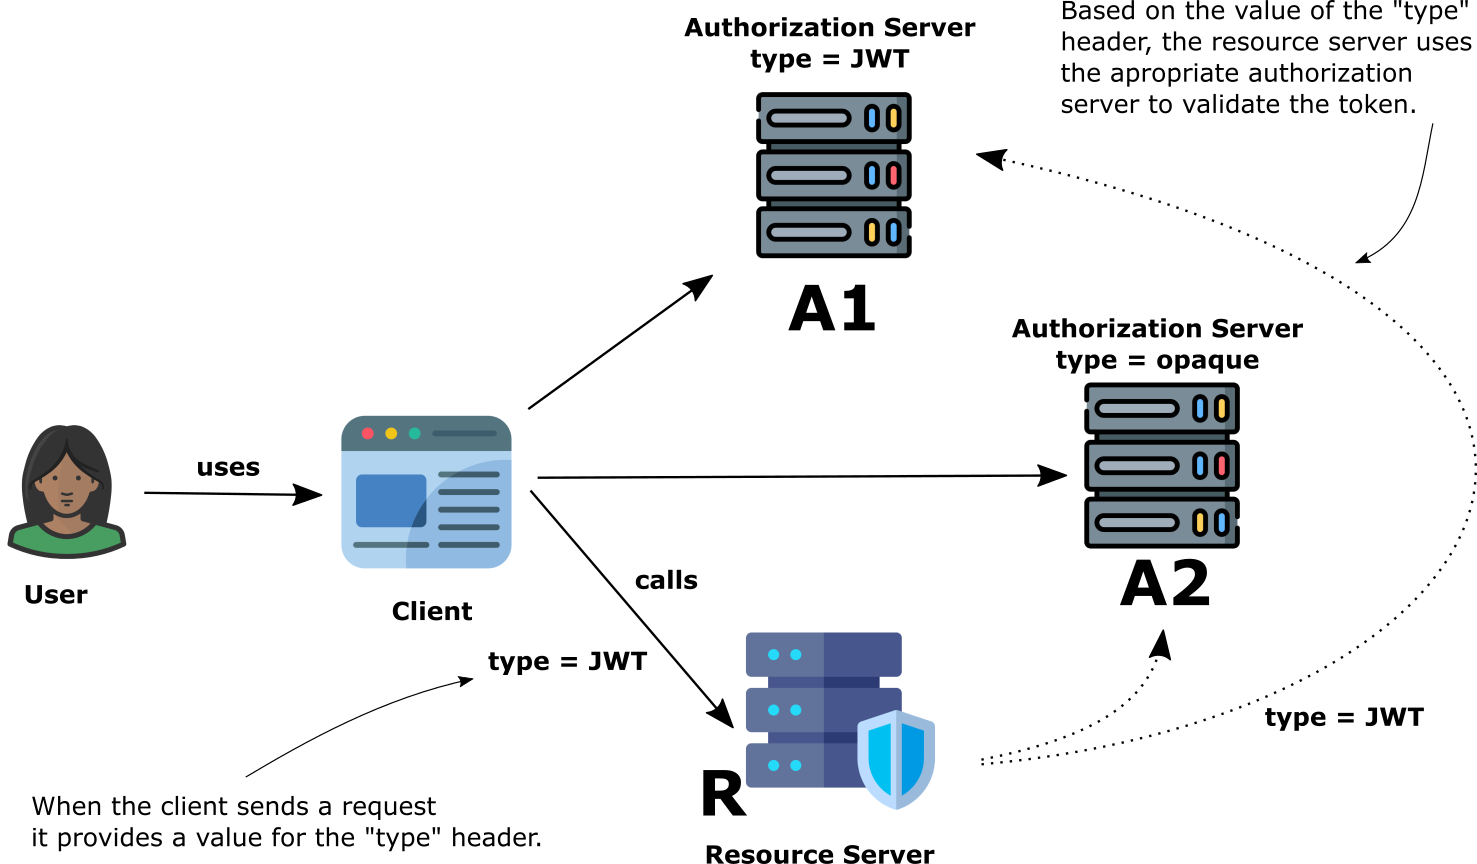 Authorization Server
type = JWT
Based on the value of the "type"
header, the resource server uses
the apropriate authorization
server to validate the token.
A1
Authorization Server
type = opaque
uses
A2
calls
User
Client
type = JWT
type = JWT
R
When the client sends a request
it provides a value for the "type" header.
Resource Server